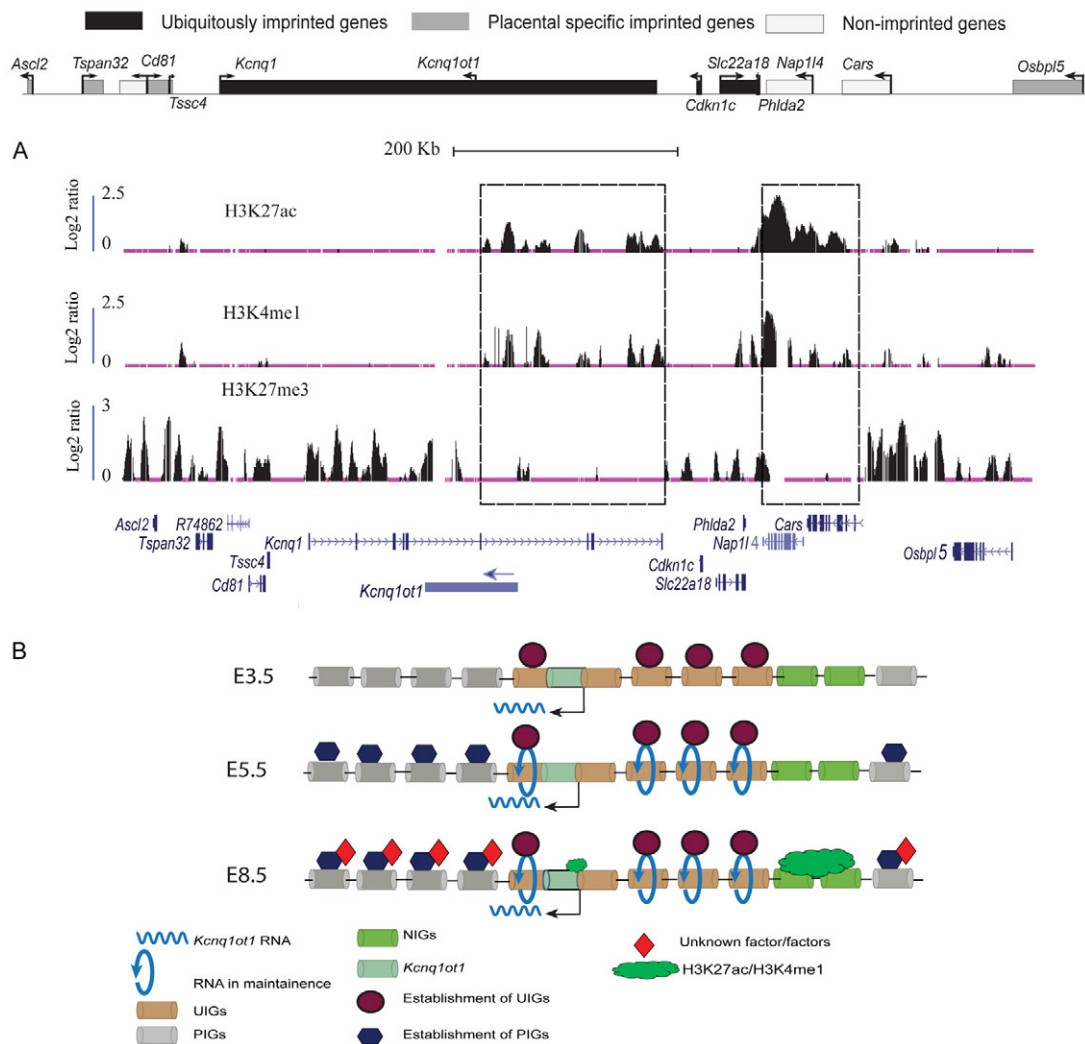 Ubiquitously imprinted genes Placental specific imprinted genes Non-imprinted genes
Ascl2 Tspan32 Cd81 Kcnq1 Kcnq1ot1 Slc22a18 Nap1l4 Cars Osbpl5
Tssc4 Cdkn1c Phlda2
A
200 Kb
Log2 ratio 2.5 0 H3K27ac
Log2 ratio 2.5 0 H3K4me1
Log2 ratio 3 0 H3K27me3
Ascl2 R74862 Phlda2 Cars
Tspan32 Kcnq1 Nap1l 4 Osbpl 5
Tssc4 Cdkn1c
Cd81 Kcnq1ot1 Slc22a18
B
E3.5
E5.5
E8.5
Kcnq1ot1 RNA NIGs Unknown factor/factors
RNA in maintainence Kcnq1ot1 H3K27ac/H3K4me1
UIGs Establishment of UIGs
PIGs Establishment of PIGs